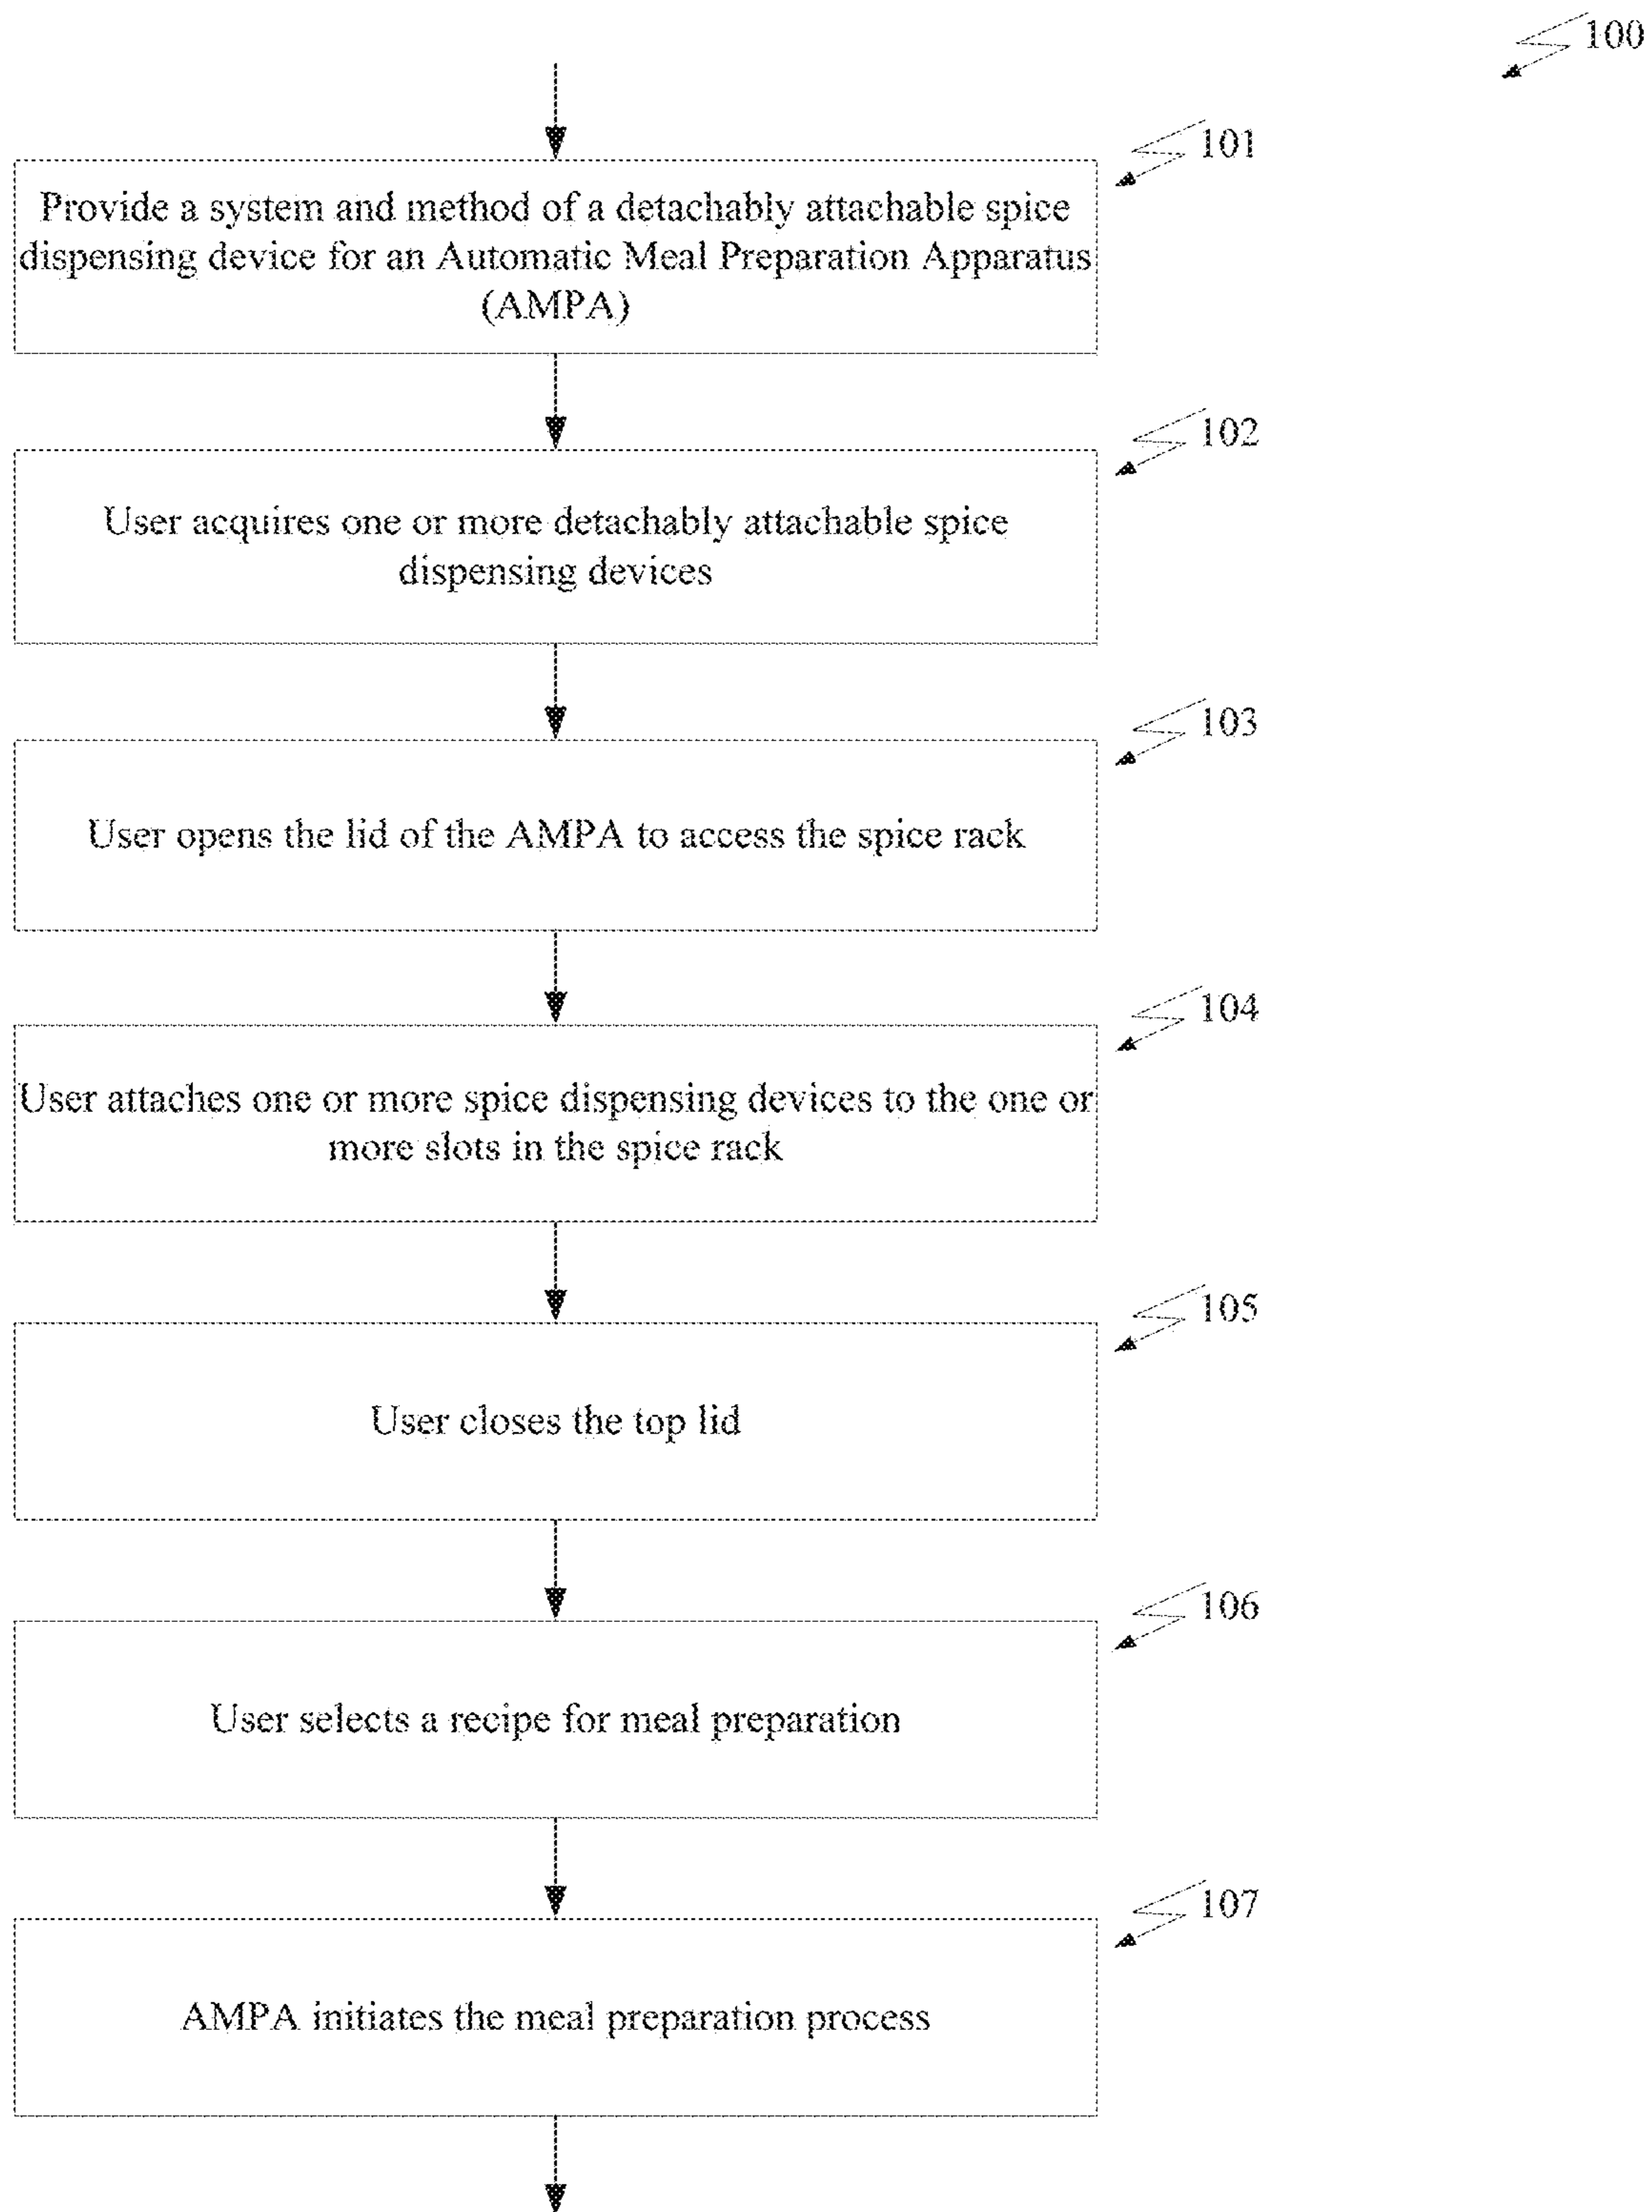 100
101
Provide a system and method of a detachably attachable spice
dispensing device for an Automatic Meal Preparation Apparatus
(AMPA)
102
User acquires one or more detachably attachable spice
dispensing devices
103
User opens the lid of the AMPA to access the spice rack
104
User attaches one or more spice dispensing devices to the one or
more slots in the spice rack
105
User closes the top lid
106
User selects a recipe for meal preparation
107
AMPA initiates the meal preparation process